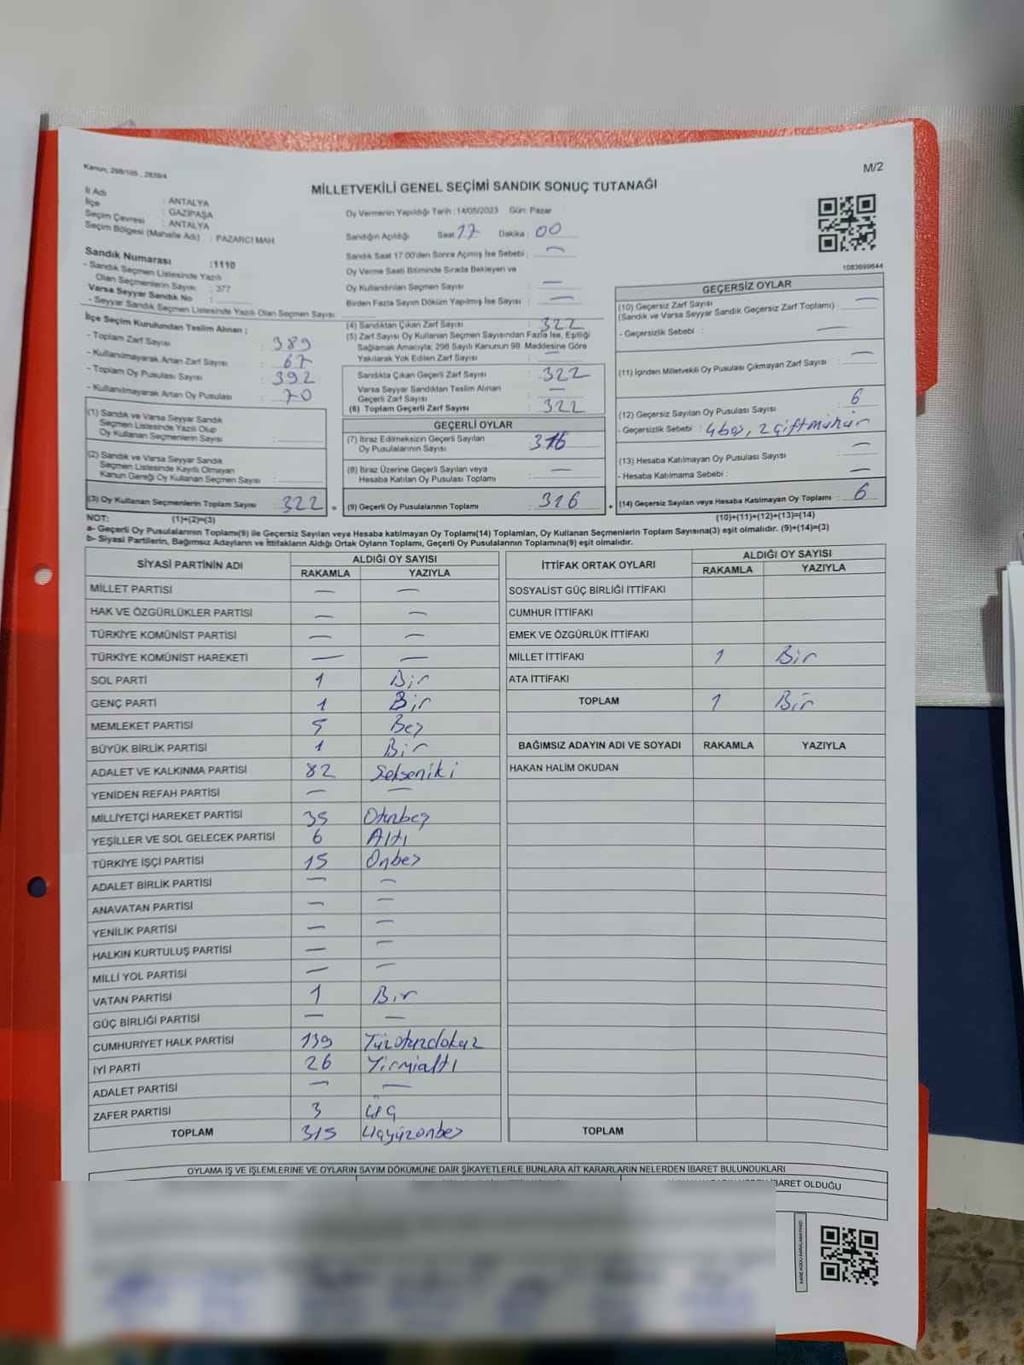 Kanun, 298/105 , 2839/4
M/2
MİLLETVEKİLİ GENEL SEÇİMİ SANDIK SONUÇ TUTANAĞI
İl Adı : ANTALYA
İlçe : GAZİPAŞA
Seçim Çevresi : ANTALYA
Seçim Bölgesi (Mahalle Adı) : PAZARCI MAH
Sandık Numarası :1110
- Sandık Seçmen Listesinde Yazılı
Olan Seçmenlerin Sayısı : 377
Varsa Seyyar Sandık No :
- Seyyar Sandık Seçmen Listesinde Yazılı Olan Seçmen Sayısı :
Oy Vermenin Yapıldığı Tarih :14/05/2023 Gün: Pazar
Sandığın Açıldığı Saat 17 Dakika : 00
Sandık Saat 17:00'den Sonra Açılmış İse Sebebi : —
Oy Verme Saati Bitiminde Sırada Bekleyen ve
Oy Kullandırılan Seçmen Sayısı : —
Birden Fazla Sayım Döküm Yapılmış İse Sayısı : —
1083699644
İlçe Seçim Kurulundan Teslim Alınan ;
- Toplam Zarf Sayısı : 389
- Kullanılmayarak Artan Zarf Sayısı : 67
- Toplam Oy Pusulası Sayısı : 392
- Kullanılmayarak Artan Oy Pusulası : 70
(1) Sandık ve Varsa Seyyar Sandık
Seçmen Listesinde Yazılı Olup
Oy Kullanan Seçmenlerin Sayısı :
(2) Sandık ve Varsa Seyyar Sandık
Seçmen Listesinde Kayıtlı Olmayan
Kanun Gereği Oy Kullanan Seçmen Sayısı :
(3) Oy Kullanan Seçmenlerin Toplam Sayısı : 322
(1)+(2)=(3)
(4) Sandıktan Çıkan Zarf Sayısı : 322
(5) Zarf Sayısı Oy Kullanan Seçmen Sayısından Fazla İse, Eşitliği
Sağlamak Amacıyla; 298 Sayılı Kanunun 98. Maddesine Göre
Yakılarak Yok Edilen Zarf Sayısı : —
Sandıkta Çıkan Geçerli Zarf Sayısı : 322
Varsa Seyyar Sandıktan Teslim Alınan
Geçerli Zarf Sayısı : —
(6) Toplam Geçerli Zarf Sayısı : 322
GEÇERLİ OYLAR
(7) İtiraz Edilmeksizin Geçerli Sayılan
Oy Pusulalarının Sayısı : 316
(8) İtiraz Üzerine Geçerli Sayılan veya
Hesaba Katılan Oy Pusulası Toplamı : —
(9) Geçerli Oy Pusulalarının Toplamı : 316
GEÇERSİZ OYLAR
(10) Geçersiz Zarf Sayısı : —
(Sandık ve Varsa Seyyar Sandık Geçersiz Zarf Toplamı)
- Geçersizlik Sebebi : —
(11) İçinden Milletvekili Oy Pusulası Çıkmayan Zarf Sayısı : —
(12) Geçersiz Sayılan Oy Pusulası Sayısı : 6
- Geçersizlik Sebebi : 4 boş, 2 çift mühür
(13) Hesaba Katılmayan Oy Pusulası Sayısı : —
- Hesaba Katılmama Sebebi : —
(14) Geçersiz Sayılan veya Hesaba Katılmayan Oy Toplamı : 6
(10)+(11)+(12)+(13)=(14)
NOT:
a- Geçerli Oy Pusulalarının Toplamı(9) ile Geçersiz Sayılan veya Hesaba Katılmayan Oy Toplamı(14) Toplamları, Oy Kullanan Seçmenlerin Toplam Sayısına(3) eşit olmalıdır. (9)+(14)=(3)
b- Siyasi Partilerin, Bağımsız Adayların ve İttifakların Aldığı Ortak Oyların Toplamı, Geçerli Oy Pusulalarının Toplamına(9) eşit olmalıdır.
SİYASİ PARTİNİN ADI ALDIĞI OY SAYISI
RAKAMLA YAZIYLA
MİLLET PARTİSİ — —
HAK VE ÖZGÜRLÜKLER PARTİSİ — —
TÜRKİYE KOMÜNİST PARTİSİ — —
TÜRKİYE KOMÜNİST HAREKETİ — —
SOL PARTİ 1 Bir
GENÇ PARTİ 1 Bir
MEMLEKET PARTİSİ 5 Beş
BÜYÜK BİRLİK PARTİSİ 1 Bir
ADALET VE KALKINMA PARTİSİ 82 Sekseniki
YENİDEN REFAH PARTİSİ — —
MİLLİYETÇİ HAREKET PARTİSİ 35 Otuzbeş
YEŞİLLER VE SOL GELECEK PARTİSİ 6 Altı
TÜRKİYE İŞÇİ PARTİSİ 15 Onbeş
ADALET BİRLİK PARTİSİ — —
ANAVATAN PARTİSİ — —
YENİLİK PARTİSİ — —
HALKIN KURTULUŞ PARTİSİ — —
MİLLİ YOL PARTİSİ — —
VATAN PARTİSİ 1 Bir
GÜÇ BİRLİĞİ PARTİSİ — —
CUMHURİYET HALK PARTİSİ 139 Yüzotuzdokuz
İYİ PARTİ 26 Yirmialtı
ADALET PARTİSİ — —
ZAFER PARTİSİ 3 Üç
TOPLAM 315 Üçyüzonbeş
İTTİFAK ORTAK OYLARI ALDIĞI OY SAYISI
RAKAMLA YAZIYLA
SOSYALİST GÜÇ BİRLİĞİ İTTİFAKI
CUMHUR İTTİFAKI
EMEK VE ÖZGÜRLÜK İTTİFAKI
MİLLET İTTİFAKI 1 Bir
ATA İTTİFAKI
TOPLAM 1 Bir
BAĞIMSIZ ADAYIN ADI VE SOYADI RAKAMLA YAZIYLA
HAKAN HALİM OKUDAN
TOPLAM
OYLAMA İŞ VE İŞLEMLERİNE VE OYLARIN SAYIM DÖKÜMÜNE DAİR ŞİKAYETLERLE BUNLARA AİT KARARLARIN NELERDEN İBARET BULUNDUKLARI
İBARET OLDUĞU